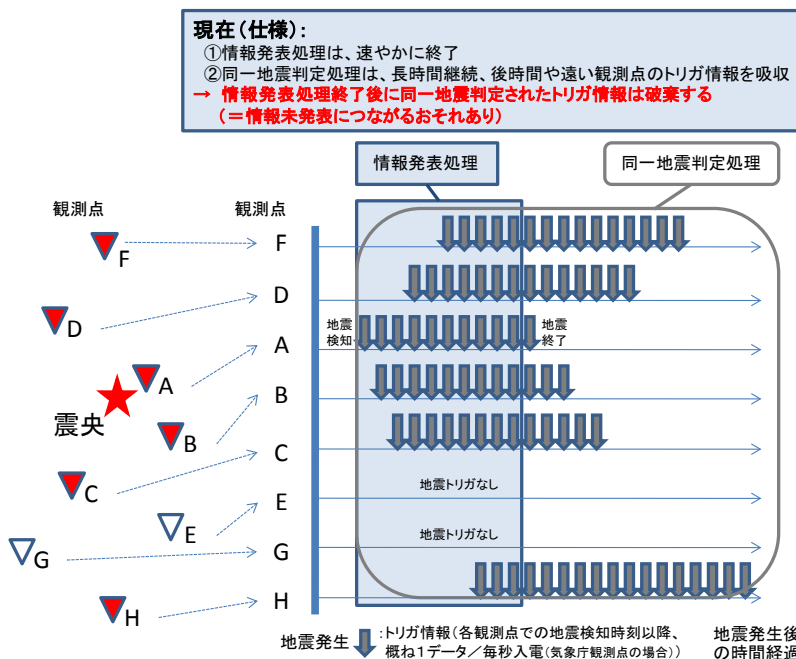 現在(仕様):
①情報発表処理は、速やかに終了
②同一地震判定処理は、長時間継続、後時間や遠い観測点のトリガ情報を吸収
→ 情報発表処理終了後に同一地震判定されたトリガ情報は破棄する
(=情報未発表につながるおそれあり)
情報発表処理
同一地震判定処理
観測点
観測点
F
F
D
D
地震
検知
地震
終了
A
A
震央
B
B
C
C
地震トリガなし
E
E
地震トリガなし
G
G
H
H
地震発生
:トリガ情報(各観測点での地震検知時刻以降、
概ね1データ/毎秒入電(気象庁観測点の場合))
地震発生後
の時間経過